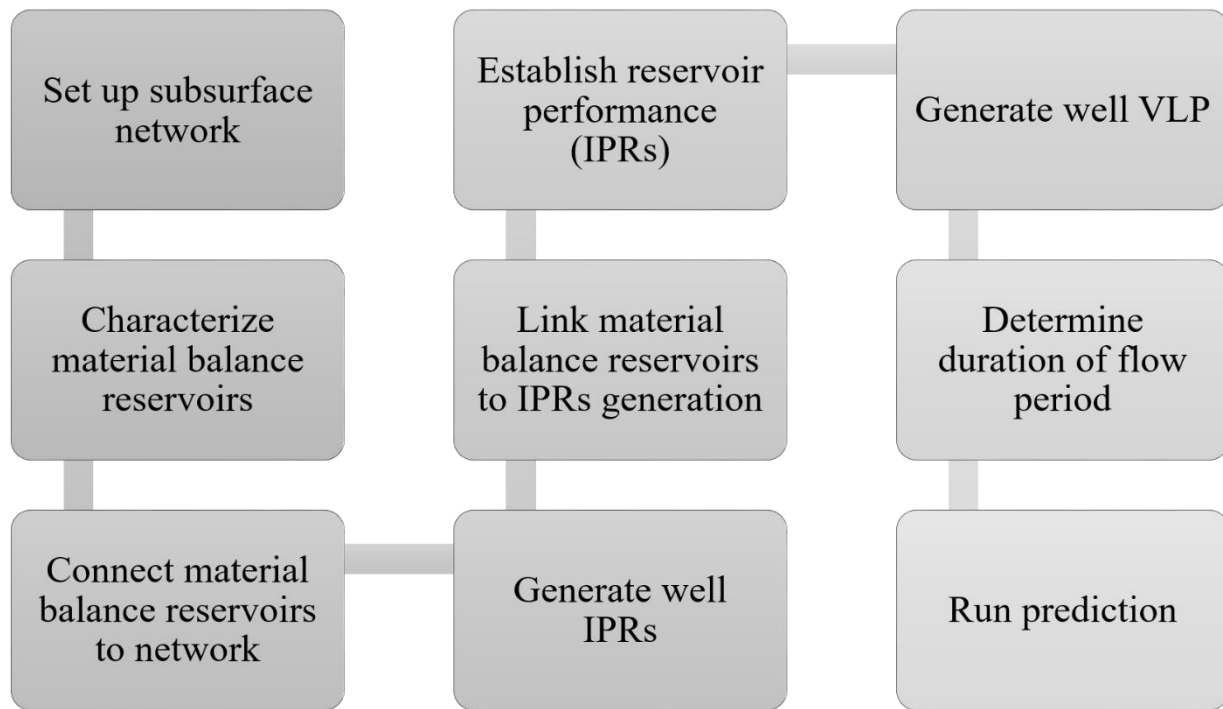 Set up subsurface
network
Characterize
material balance
reservoirs
Connect material
balance reservoirs
to network
Generate well
IPRs
Link material
balance reservoirs
to IPRs generation
Establish reservoir
performance
(IPRs)
Generate well VLP
Determine
duration of flow
period
Run prediction